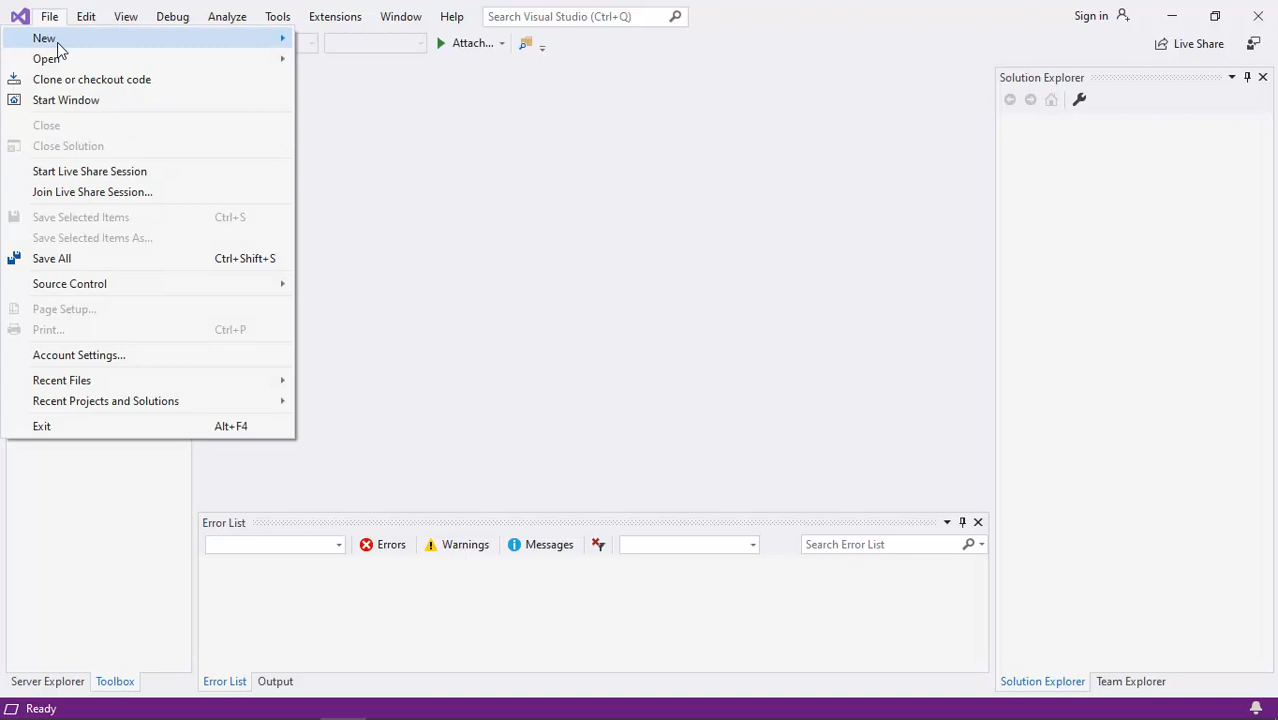 File Edit View Debug Analyze Tools Extensions Window Help Search Visual Studio (Ctrl+Q) Sign in
Attach... Live Share
New
Open
Clone or checkout code
Start Window
Close
Close Solution
Start Live Share Session
Join Live Share Session...
Save Selected Items Ctrl+S
Save Selected Items As...
Save All Ctrl+Shift+S
Source Control
Page Setup...
Print... Ctrl+P
Account Settings...
Recent Files
Recent Projects and Solutions
Exit Alt+F4
Solution Explorer
Error List
Errors Warnings Messages Search Error List
Server Explorer Toolbox Error List Output Solution Explorer Team Explorer
Ready